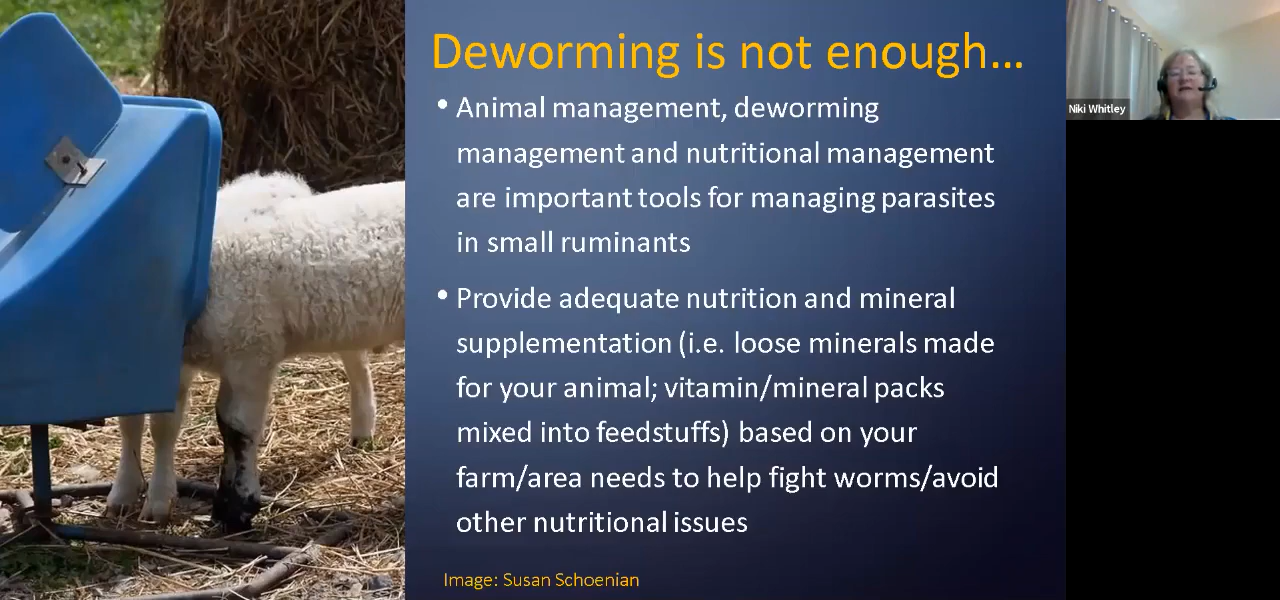 Deworming is not enough...
• Animal management, deworming
management and nutritional management
are important tools for managing parasites
in small ruminants
• Provide adequate nutrition and mineral
supplementation (i.e. loose minerals made
for your animal; vitamin/mineral packs
mixed into feedstuffs) based on your
farm/area needs to help fight worms/avoid
other nutritional issues
Image: Susan Schoenian
Niki Whitley